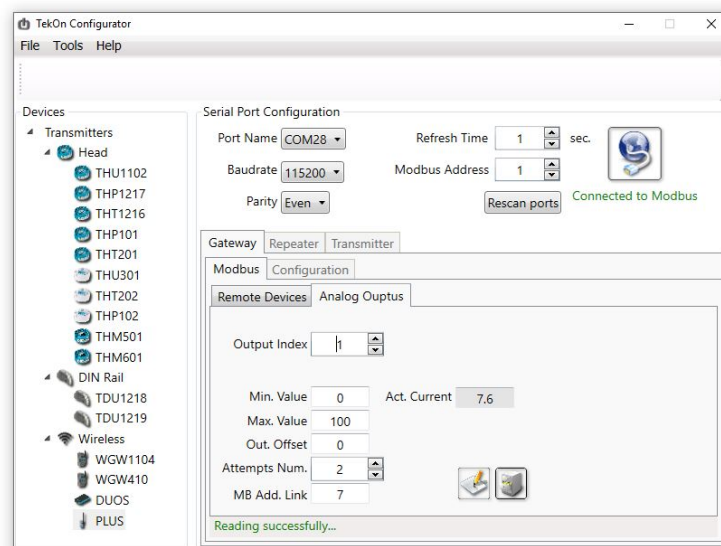 TekOn Configurator
File Tools Help
Devices
Transmitters
Head
THU1102
THP1217
THT1216
THP101
THT201
THU301
THT202
THP102
THM501
THM601
DIN Rail
TDU1218
TDU1219
Wireless
WGW1104
WGW410
DUOS
PLUS
Serial Port Configuration
Port Name COM28 Refresh Time 1 sec.
Baudrate 115200 Modbus Address 1
Parity Even Rescan ports Connected to Modbus
Gateway Repeater Transmitter
Modbus Configuration
Remote Devices Analog Ouptus
Output Index 1
Min. Value 0 Act. Current 7.6
Max. Value 100
Out. Offset 0
Attempts Num. 2
MB Add. Link 7
Reading successfully...